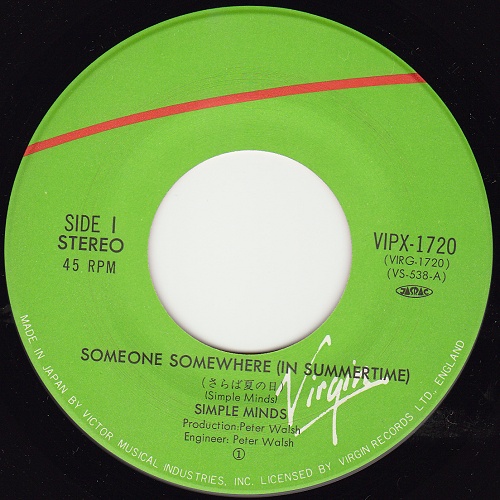 SIDE 1
STEREO
45 RPM
VIPX-1720
(VIRG-1720)
(VS-538-A)
JASRAC
SOMEONE SOMEWHERE (IN SUMMERTIME)
(さらば夏の日)
(Simple Minds)
SIMPLE MINDS
Production:Peter Walsh
Engineer: Peter Walsh
①
Virgin
MADE IN JAPAN BY VICTOR MUSICAL INDUSTRIES, INC. LICENSED BY VIRGIN RECORDS LTD, ENGLAND